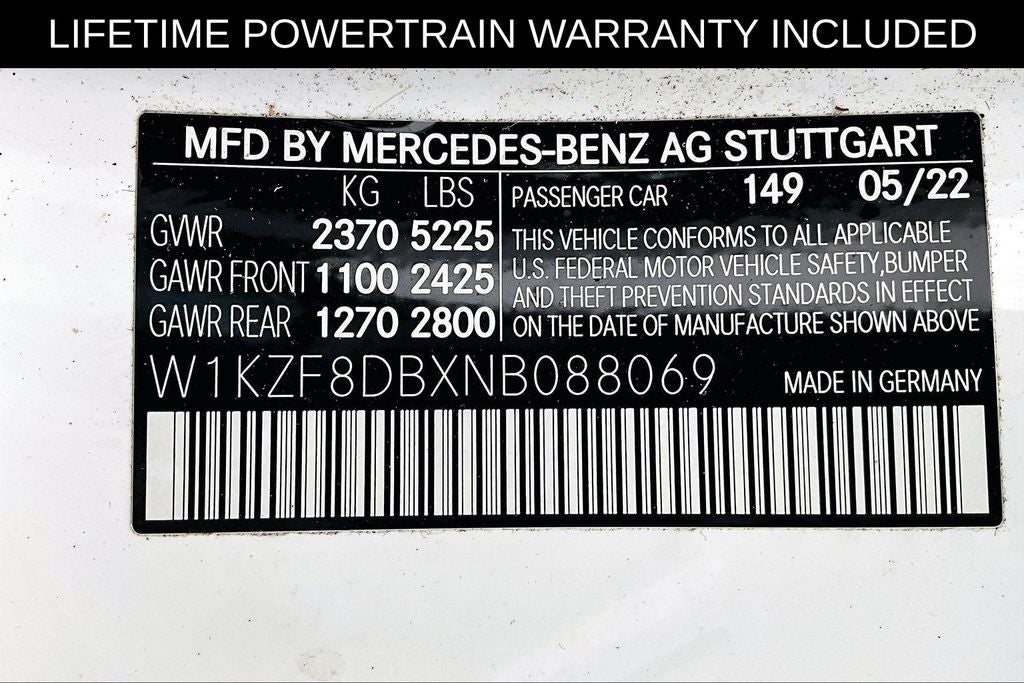 LIFETIME POWERTRAIN WARRANTY INCLUDED
MFD BY MERCEDES-BENZ AG STUTTGART
KG LBS
GVWR 2370 5225
GAWR FRONT 1100 2425
GAWR REAR 1270 2800
PASSENGER CAR 149 05/22
THIS VEHICLE CONFORMS TO ALL APPLICABLE
U.S. FEDERAL MOTOR VEHICLE SAFETY,BUMPER
AND THEFT PREVENTION STANDARDS IN EFFECT
ON THE DATE OF MANUFACTURE SHOWN ABOVE
W1KZF8DBXNB088069
MADE IN GERMANY